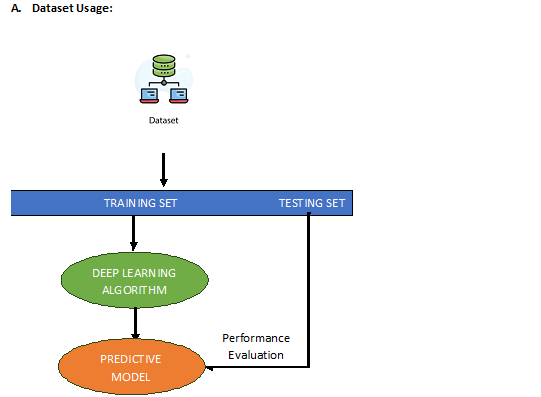 A. Dataset Usage:
Dataset
TRAINING SET TESTING SET
DEEP LEARNING
ALGORITHM
Performance
Evaluation
PREDICTIVE
MODEL